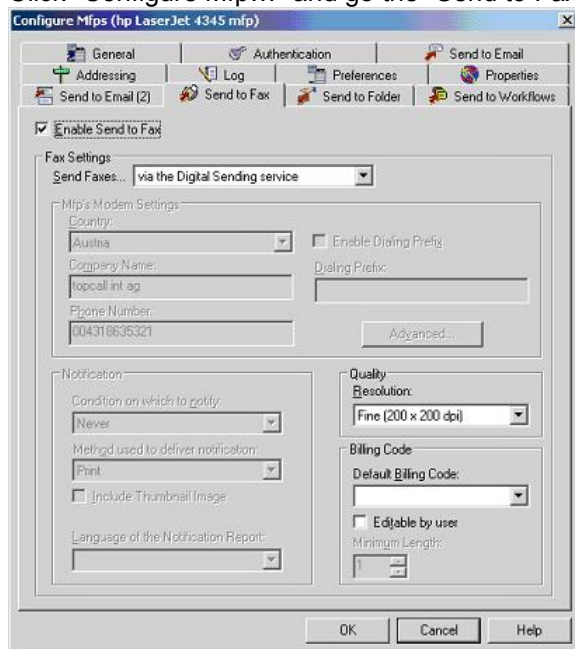 Click "Configure Mfp..." and go the "Send to Fax
Configure Mfps (hp LaserJet 4345 mfp)
General
Authentication
Send to Email
Addressing
Log
Preferences
Properties
Send to Email (2)
Send to Fax
Send to Folder
Send to Workflows
Enable Send to Fax
Fax Settings
Send Faxes... via the Digital Sending service
Mfp's Modem Settings
Country:
Austria
Enable Dialing Prefix
Company Name:
Dialing Prefix:
topcall int ag
Phone Number:
004318635321
Advanced...
Notification
Condition on which to notify:
Never
Method used to deliver notification:
Print
Include Thumbnail Image
Language of the Notification Report:
Quality
Resolution:
Fine (200 x 200 dpi)
Billing Code
Default Billing Code:
Editable by user
Minimum Length:
1
OK
Cancel
Help